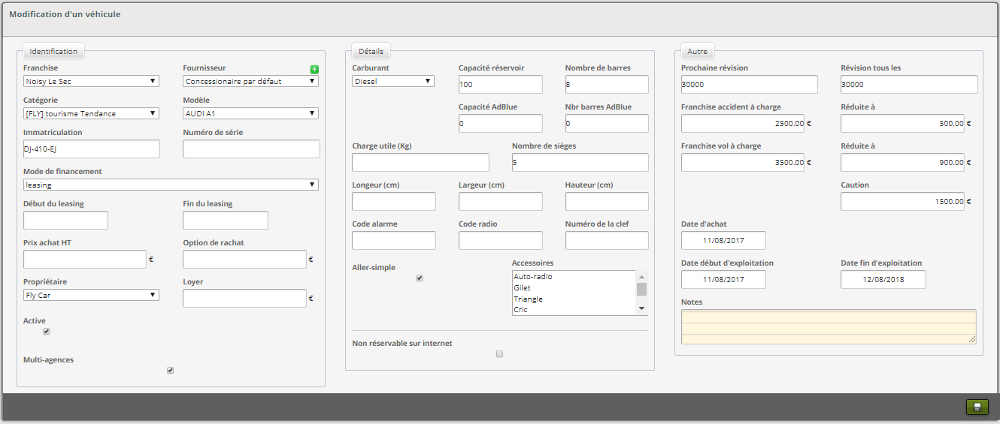 Modification d'un véhicule
Identification
Franchise Fournisseur
Noisy Le Sec Concessionaire par défaut
Catégorie Modèle
[FLY] tourisme Tendance AUDI A1
Immatriculation Numéro de série
DJ-410-EJ
Mode de financement
leasing
Début du leasing Fin du leasing
Prix achat HT Option de rachat
€ €
Propriétaire Loyer
Fly Car €
Active
Multi-agences
Détails
Carburant Capacité réservoir Nombre de barres
Diesel 100 8
Capacité AdBlue Nbr barres AdBlue
0 0
Charge utile (Kg) Nombre de sièges
5
Longeur (cm) Largeur (cm) Hauteur (cm)
Code alarme Code radio Numéro de la clef
Aller-simple Accessoires
Auto-radio
Gilet
Triangle
Cric
Non réservable sur internet
Autre
Prochaine révision Révision tous les
30000 30000
Franchise accident à charge Réduite à
2500.00 € 500.00 €
Franchise vol à charge Réduite à
3500.00 € 900.00 €
Caution
1500.00 €
Date d'achat
11/08/2017
Date début d'exploitation Date fin d'exploitation
11/08/2017 12/08/2018
Notes